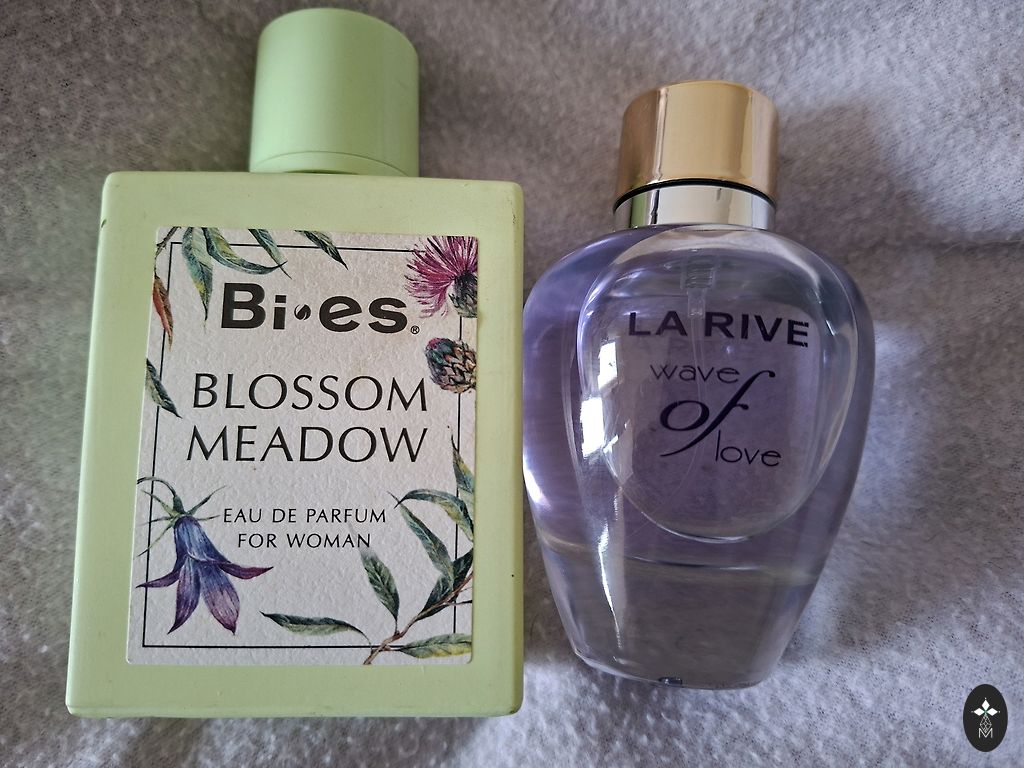 Bi-es®
BLOSSOM
MEADOW
EAU DE PARFUM
FOR WOMAN
LA RIVE
wave
of
love
M